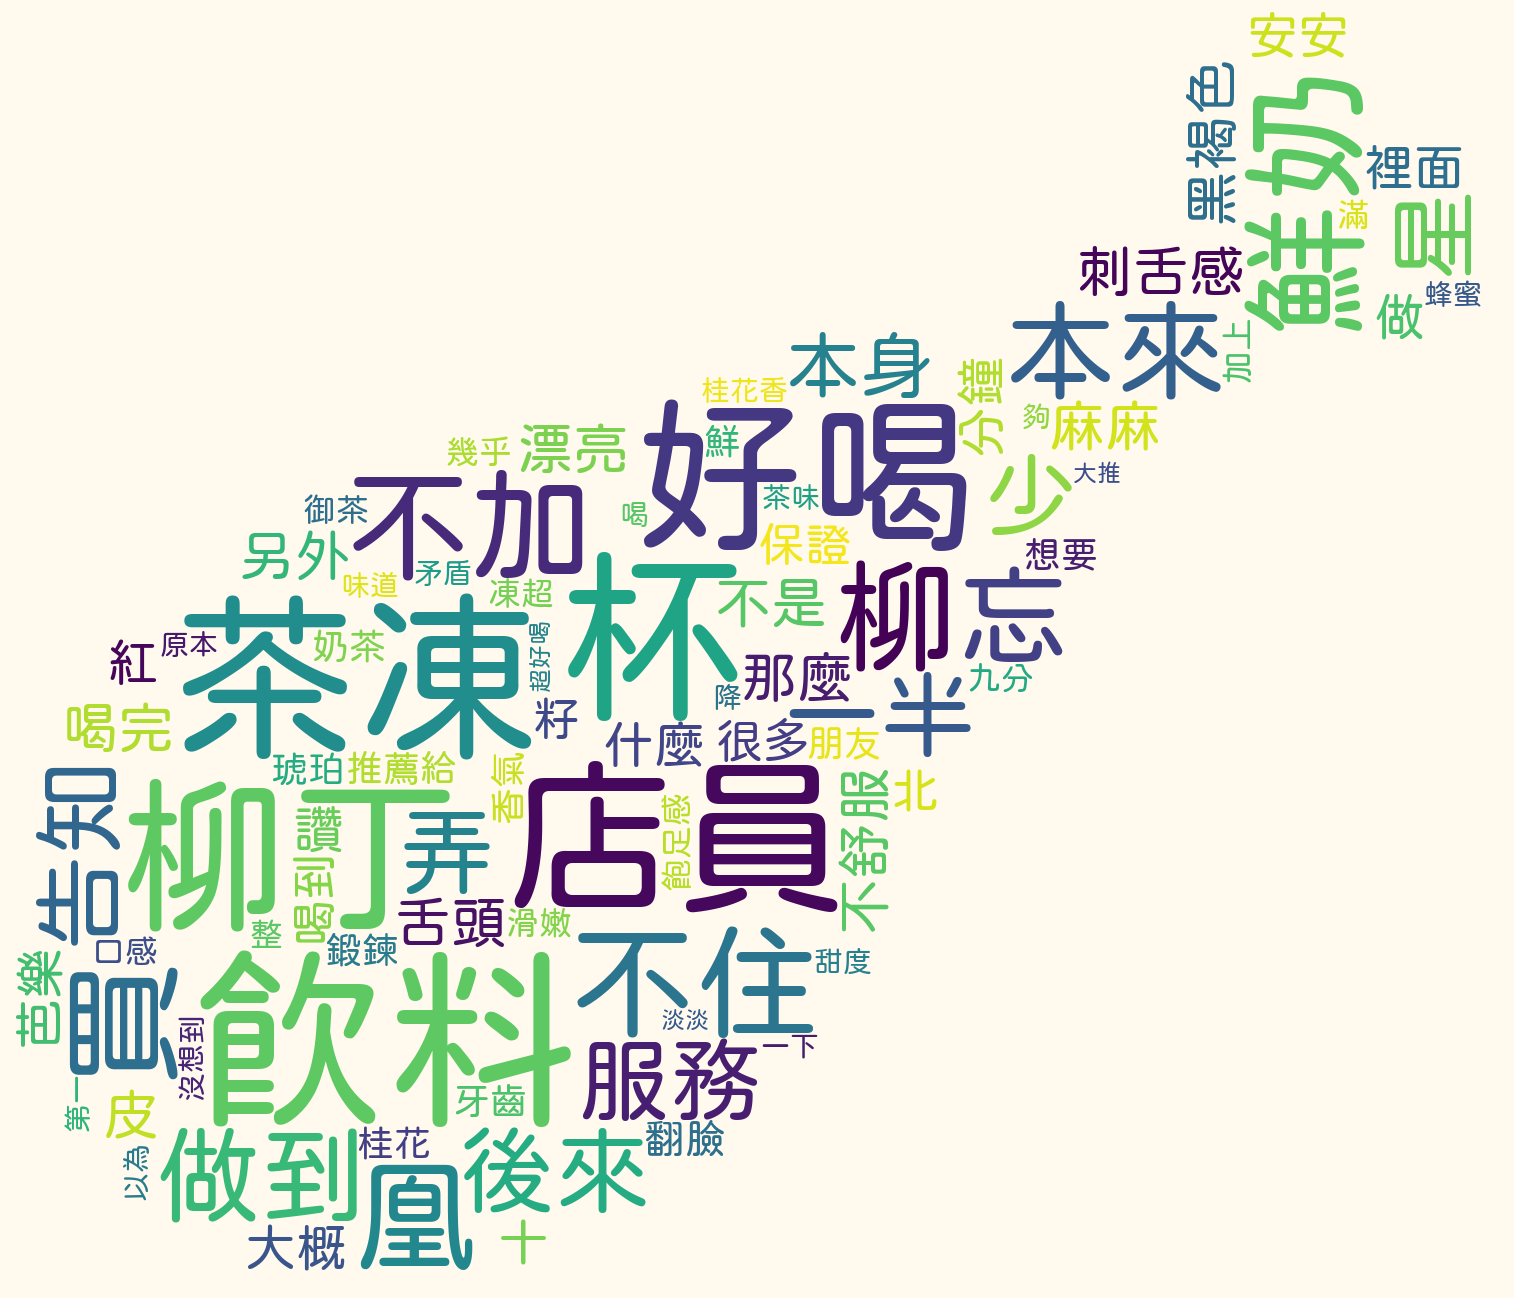 安安
鮮奶
黑褐色
裡面
滿
星
蜂蜜
做
刺舌感
本來
加上
本身
桂花香
好喝
鮮
分鐘
夠
麻麻
少
大推
幾乎
漂亮
茶味
御茶
不加
喝
保證
想要
另外
味道
矛盾
凍超
杯
不是
柳
忘
茶凍
紅
原本
奶茶
超好喝
那麼
九分
降
一半
喝完
籽
什麼
很多
朋友
琥珀
推薦給
香氣
店員
飽足感
不舒服
北
告知
柳丁
喝到
讚
弄
舌頭
滑嫩
整
鍛鍊
口感
不住
甜度
芭樂
買
飲料
淡淡
一下
沒想到
服務
牙齒
第一
皮
做到
桂花
後來
翻臉
以為
凰
大概
十